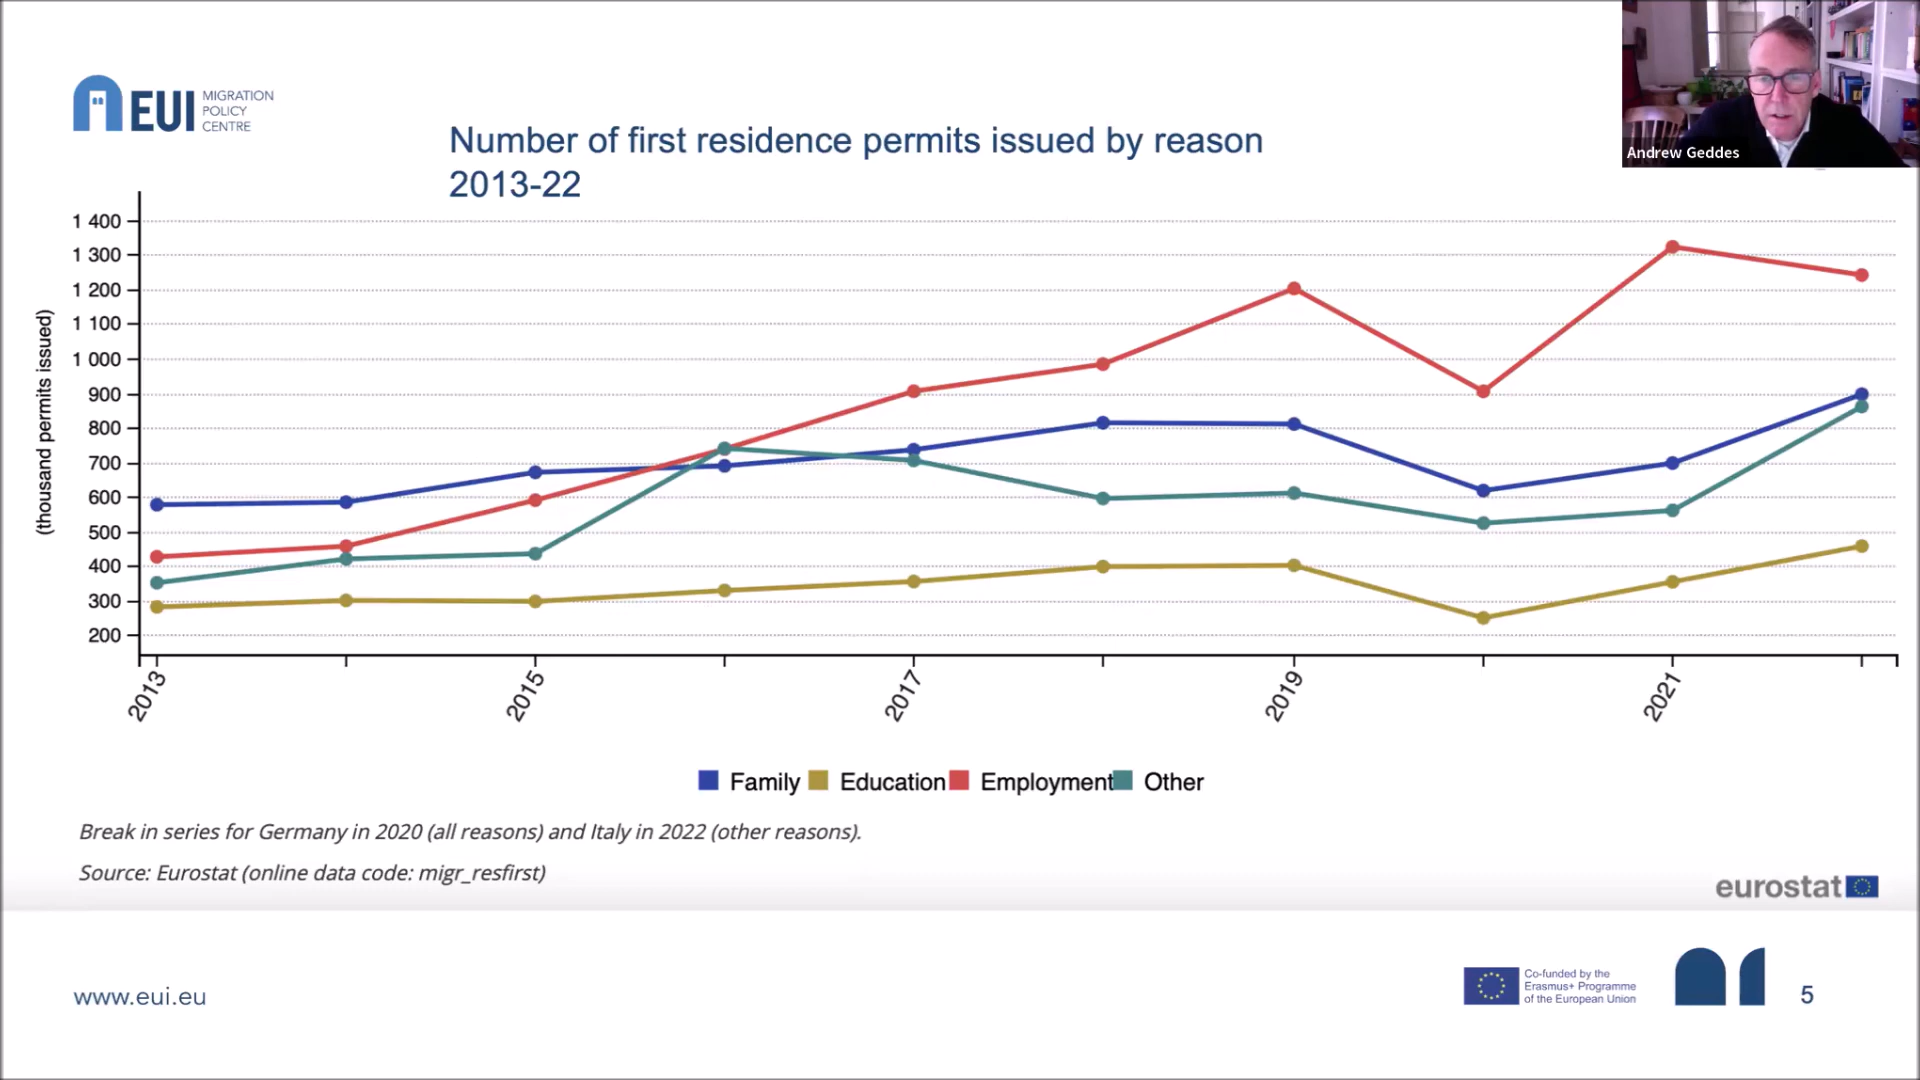 EUI
MIGRATION
POLICY
CENTRE
Number of first residence permits issued by reason
2013-22
Andrew Geddes
(thousand permits issued)
1 400
1 300
1 200
1 100
1 000
900
800
700
600
500
400
300
200
2013
2015
2017
2019
2021
Family Education Employment Other
Break in series for Germany in 2020 (all reasons) and Italy in 2022 (other reasons).
Source: Eurostat (online data code: migr_resfirst)
eurostat
www.eui.eu
Co-funded by the
Erasmus+ Programme
of the European Union
5